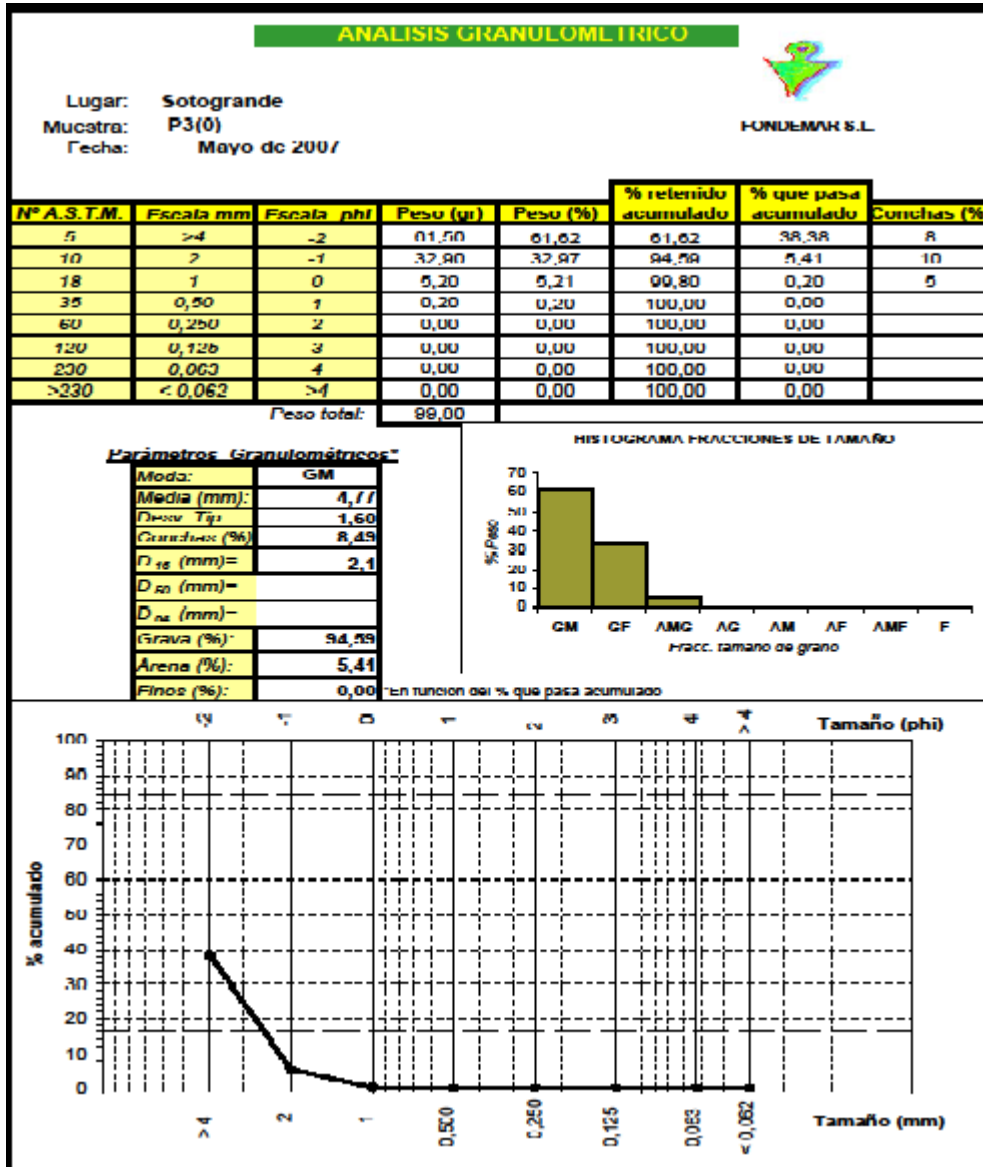 ANALISIS GRANULOMETRICO
Lugar: Sotogrande
Muestra: P3(0)
Fecha: Mayo de 2007
FONDEMAR S.L.
Nº A.S.T.M. Escala mm Escala phi Peso (gr) Peso (%) % retenido acumulado % que pasa acumulado Conchas (%
5 >4 -2 61,50 61,62 61,62 38,38 8
10 2 -1 32,90 32,97 94,59 5,41 10
18 1 0 5,20 5,21 99,80 0,20 5
35 0,50 1 0,20 0,20 100,00 0,00
60 0,250 2 0,00 0,00 100,00 0,00
120 0,125 3 0,00 0,00 100,00 0,00
230 0,063 4 0,00 0,00 100,00 0,00
>230 < 0,062 >4 0,00 0,00 100,00 0,00
Peso total:
Parámetros Granulométricos*
Moda: GM
Media (mm): 4,77
Desv. Tip 1,60
Conchas (%) 8,49
D 16 (mm)= 2,1
D 50 (mm)=
(mm)=
Grava (%): 94,59
Arena (%): 5,41
Finos (%): 0,00
*En función del % que pasa acumulado
HISTOGRAMA FRACCIONES DE TAMAÑO
% Peso
70
60
50
40
30
20
10
0
GM GF AMG AG AM AF AMF F
Fracc. tamaño de grano
-2 -1 0 1 2 3 4 > 4 Tamaño (phi)
% acumulado
100
90
80
70
60
50
40
30
20
10
0
> 4 2 1 0,500 0,250 0,125 0,063 < 0,062 Tamaño (mm)